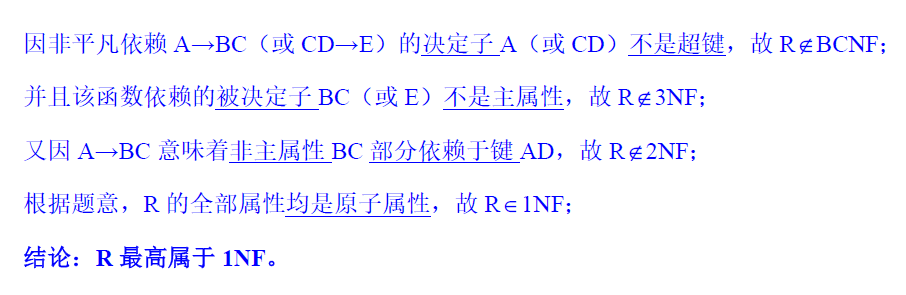 因非平凡依赖 A→BC（或 CD→E）的决定子 A（或 CD）不是超键，故 R∉BCNF；
并且该函数依赖的被决定子 BC（或 E）不是主属性，故 R∉3NF；
又因 A→BC 意味着非主属性 BC 部分依赖于键 AD，故 R∉2NF；
根据题意，R 的全部属性均是原子属性，故 R∈1NF；
结论：R 最高属于 1NF。